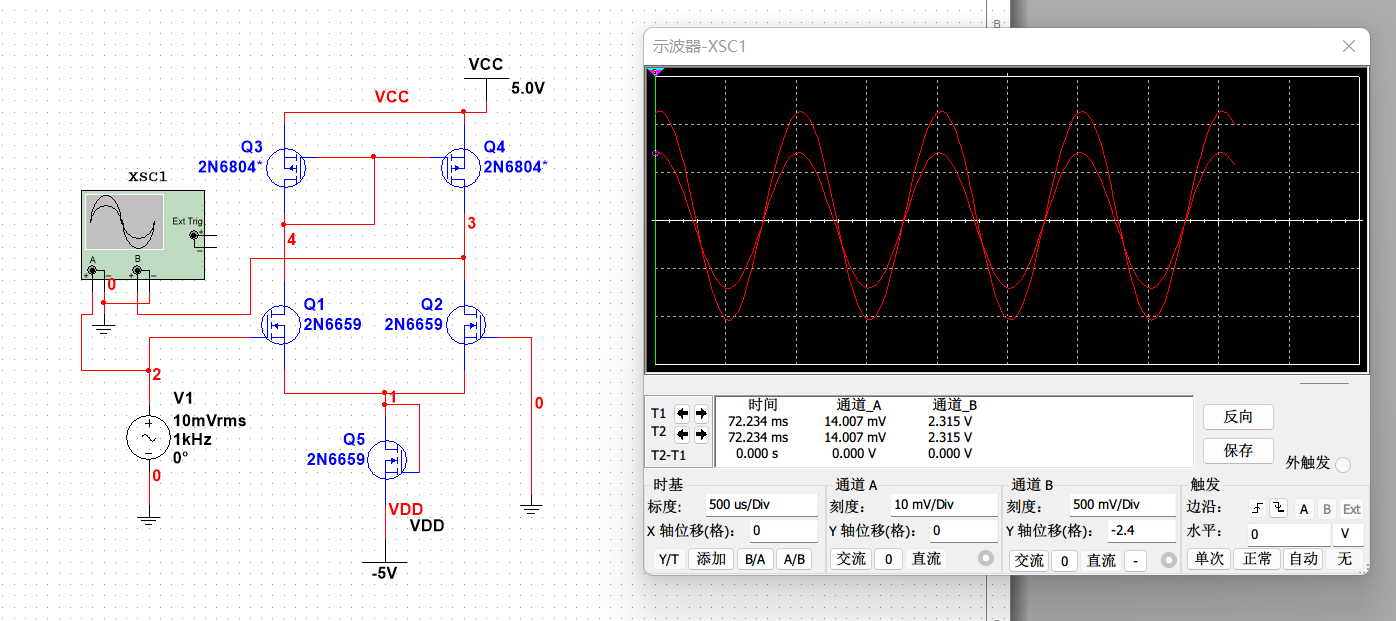 B
VCC
5.0V
VCC
Q3
2N6804*
Q4
2N6804*
XSC1
Ext Trig
+
A
B
0
4
3
Q1
2N6659
Q2
2N6659
2
V1
10mVrms
1kHz
0°
0
1
0
Q5
2N6659
VDD
VDD
-5V
示波器-XSC1
时间 通道_A 通道_B
T1 72.234 ms 14.007 mV 2.315 V
T2 72.234 ms 14.007 mV 2.315 V
T2-T1 0.000 s 0.000 V 0.000 V
反向
保存
外触发
时基
标度: 500 us/Div
X 轴位移(格): 0
Y/T 添加 B/A A/B
通道 A
刻度: 10 mV/Div
Y 轴位移(格): 0
交流 0 直流
通道 B
刻度: 500 mV/Div
Y 轴位移(格): -2.4
交流 0 直流 -
触发
边沿: A B Ext
水平: 0 V
单次 正常 自动 无